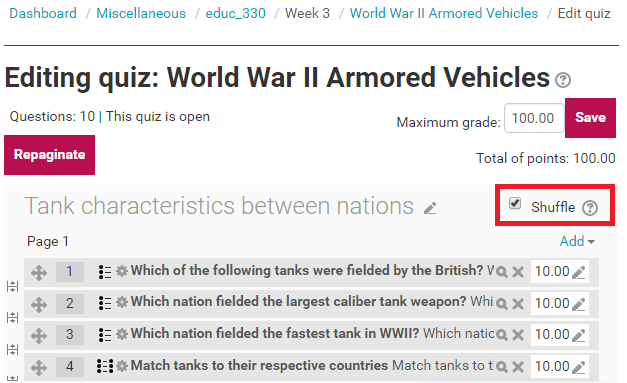 Dashboard / Miscellaneous / educ_330 / Week 3 / World War II Armored Vehicles / Edit quiz
Editing quiz: World War II Armored Vehicles
Questions: 10 | This quiz is open
Maximum grade: 100.00 Save
Repaginate
Total of points: 100.00
Tank characteristics between nations
Shuffle
Page 1
Add
1 Which of the following tanks were fielded by the British? W 10.00
2 Which nation fielded the largest caliber tank weapon? Whi 10.00
3 Which nation fielded the fastest tank in WWII? Which natio 10.00
4 Match tanks to their respective countries Match tanks to t 10.00